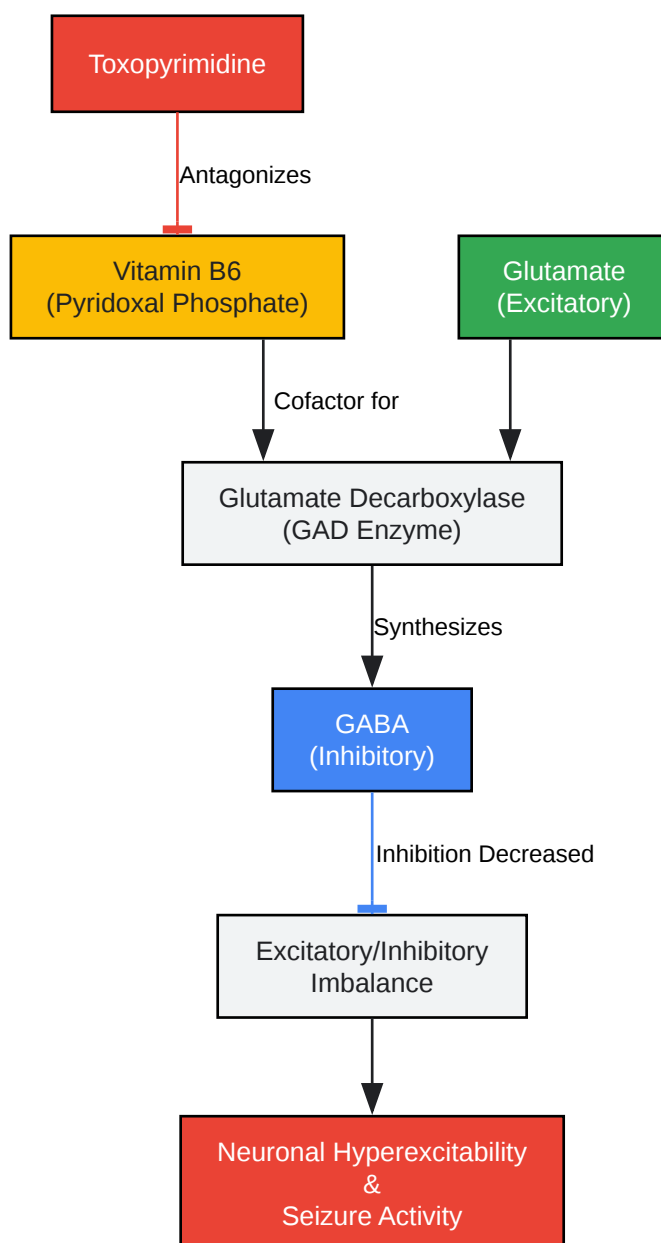 Toxopyrimidine
Antagonizes
Vitamin B6
(Pyridoxal Phosphate)
Glutamate
(Excitatory)
Cofactor for
Glutamate Decarboxylase
(GAD Enzyme)
Synthesizes
GABA
(Inhibitory)
Inhibition Decreased
Excitatory/Inhibitory
Imbalance
Neuronal Hyperexcitability
&
Seizure Activity